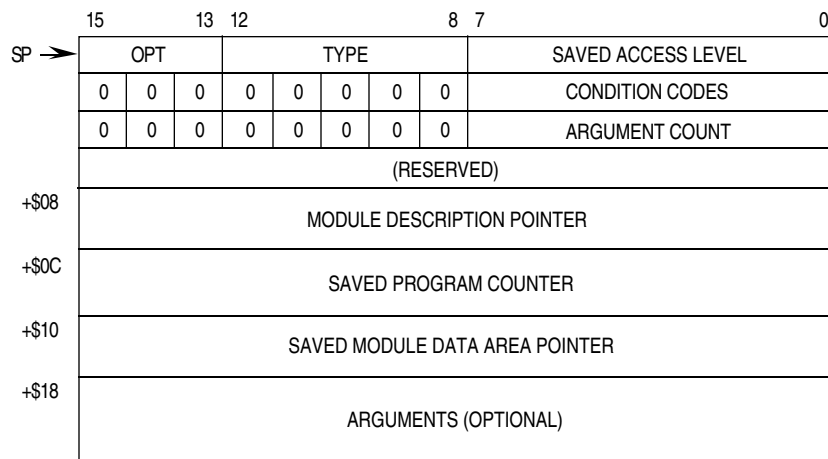 15 13 12 8 7 0
SP OPT TYPE SAVED ACCESS LEVEL
0 0 0 0 0 0 0 0 CONDITION CODES
0 0 0 0 0 0 0 0 ARGUMENT COUNT
(RESERVED)
+$08
MODULE DESCRIPTION POINTER
+$0C
SAVED PROGRAM COUNTER
+$10
SAVED MODULE DATA AREA POINTER
+$18
ARGUMENTS (OPTIONAL)